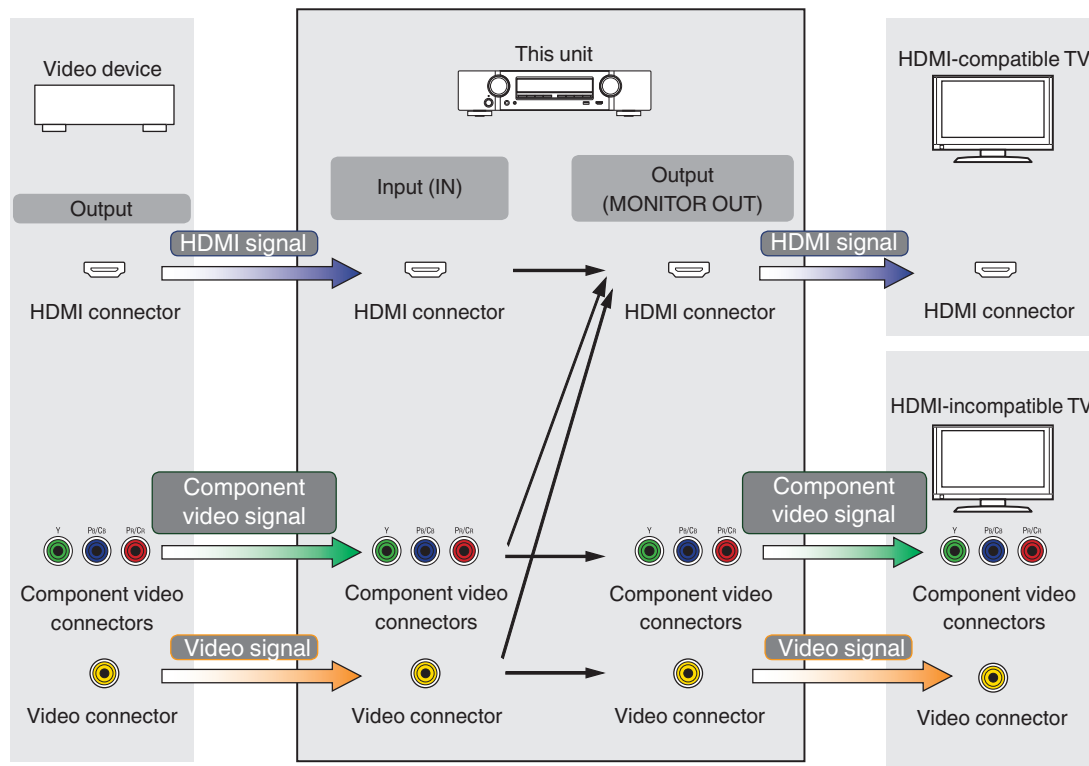 Video device
This unit
HDMI-compatible TV
Output
Input (IN)
Output
(MONITOR OUT)
HDMI signal
HDMI signal
HDMI connector
HDMI connector
HDMI connector
HDMI connector
HDMI-incompatible TV
Component
video signal
Component
video signal
Y PB/CB PR/CR
Y PB/CB PR/CR
Y PB/CB PR/CR
Y PB/CB PR/CR
Component video
connectors
Component video
connectors
Component video
connectors
Component video
connectors
Video signal
Video signal
Video connector
Video connector
Video connector
Video connector